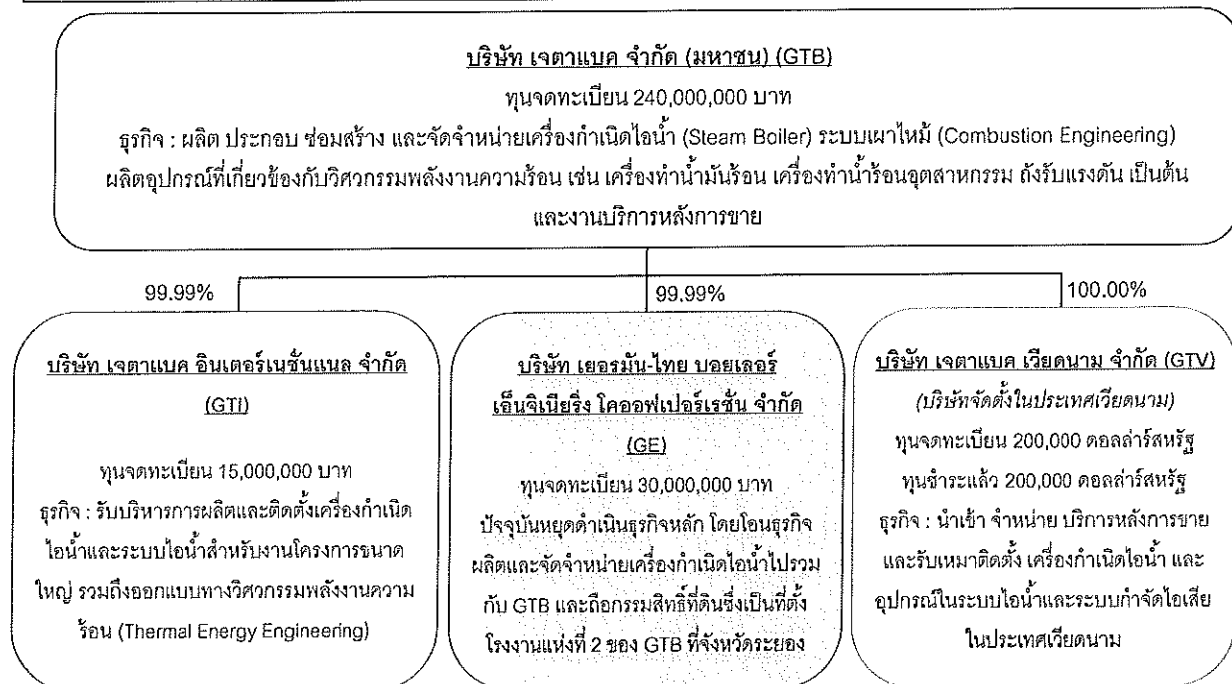 บริษัท เจตาแบค จำกัด (มหาชน) (GTB)
ทุนจดทะเบียน 240,000,000 บาท
ธุรกิจ : ผลิต ประกอบ ซ่อมสร้าง และจัดจำหน่ายเครื่องกำเนิดไอน้ำ (Steam Boiler) ระบบเผาไหม้ (Combustion Engineering)
ผลิตอุปกรณ์ที่เกี่ยวข้องกับวิศวกรรมพลังงานความร้อน เช่น เครื่องทำน้ำมันร้อน เครื่องทำน้ำร้อนอุตสาหกรรม ถังรับแรงดัน เป็นต้น
และงานบริการหลังการขาย
99.99%
99.99%
100.00%
บริษัท เจตาแบค อินเตอร์เนชั่นแนล จำกัด
(GTI)
ทุนจดทะเบียน 15,000,000 บาท
ธุรกิจ : รับบริหารการผลิตและติดตั้งเครื่องกำเนิด
ไอน้ำและระบบไอน้ำสำหรับงานโครงการขนาด
ใหญ่ รวมถึงออกแบบทางวิศวกรรมพลังงานความ
ร้อน (Thermal Energy Engineering)
บริษัท เยอรมัน-ไทย บอยเลอร์
เอ็นจิเนียริ่ง โคออฟเปอร์เรชั่น จำกัด
(GE)
ทุนจดทะเบียน 30,000,000 บาท
ปัจจุบันหยุดดำเนินธุรกิจหลัก โดยโอนธุรกิจ
ผลิตและจัดจำหน่ายเครื่องกำเนิดไอน้ำไปรวม
กับ GTB และถือกรรมสิทธิ์ที่ดินซึ่งเป็นที่ตั้ง
โรงงานแห่งที่ 2 ของ GTB ที่จังหวัดระยอง
บริษัท เจตาแบค เวียดนาม จำกัด (GTV)
(บริษัทจัดตั้งในประเทศเวียดนาม)
ทุนจดทะเบียน 200,000 ดอลล่าร์สหรัฐ
ทุนชำระแล้ว 200,000 ดอลล่าร์สหรัฐ
ธุรกิจ : นำเข้า จำหน่าย บริการหลังการขาย
และรับเหมาติดตั้ง เครื่องกำเนิดไอน้ำ และ
อุปกรณ์ในระบบไอน้ำและระบบกำจัดไอเสีย
ในประเทศเวียดนาม